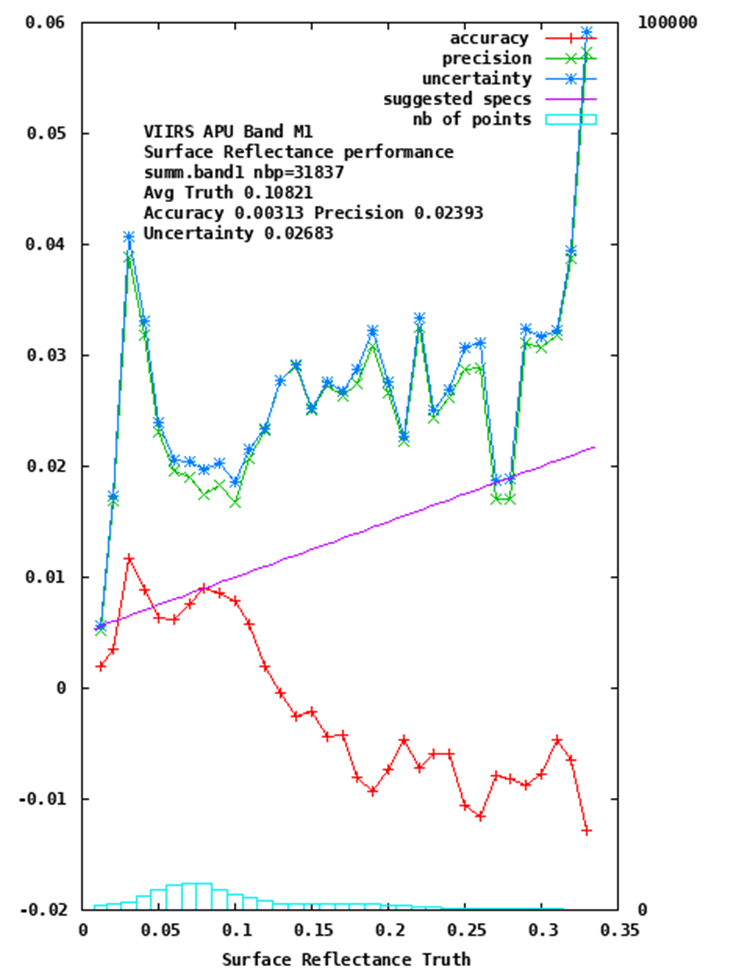 0.06
0.05
0.04
0.03
0.02
0.01
0
-0.01
-0.02
100000
0
accuracy
precision
uncertainty
suggested specs
nb of points
VIIRS APU Band M1
Surface Reflectance performance
summ.band1 nbp=31837
Avg Truth 0.10821
Accuracy 0.00313 Precision 0.02393
Uncertainty 0.02683
0 0.05 0.1 0.15 0.2 0.25 0.3 0.35
Surface Reflectance Truth